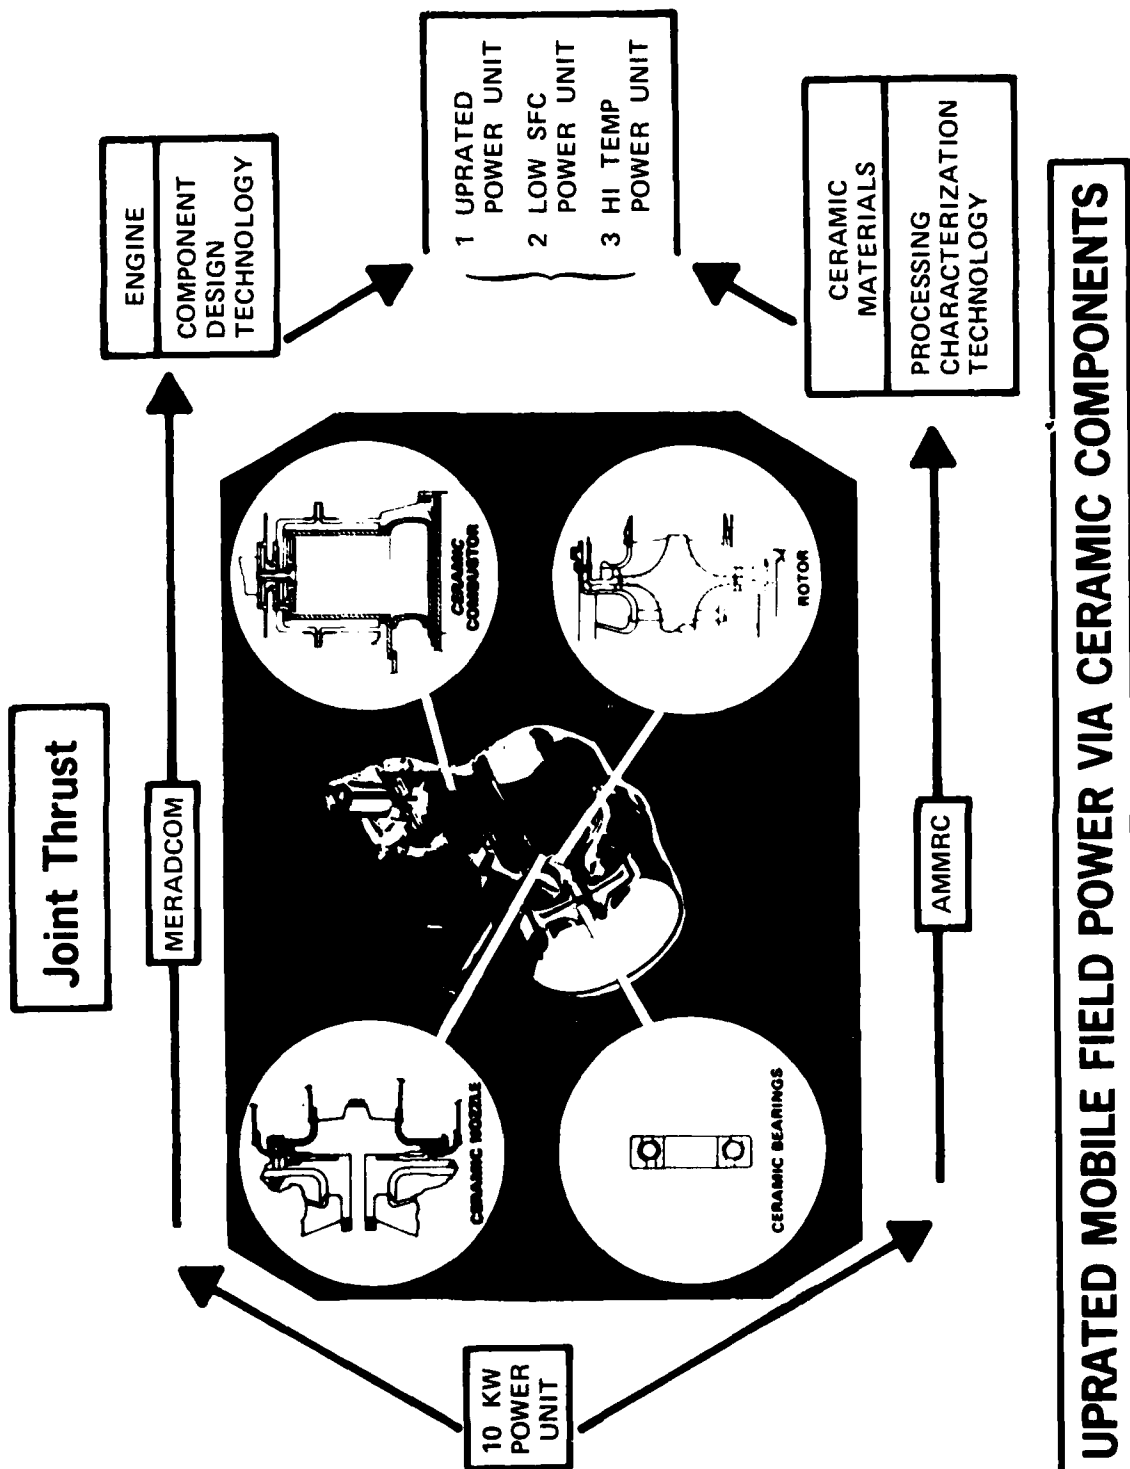 Joint Thrust
MERADCOM
ENGINE
COMPONENT
DESIGN
TECHNOLOGY
10 KW
POWER
UNIT
CERAMIC NOZZLE
CERAMIC
COMBUSTOR
CERAMIC BEARINGS
ROTOR
1 UPRATED
POWER UNIT
2 LOW SFC
POWER UNIT
3 HI TEMP
POWER UNIT
AMMRC
CERAMIC
MATERIALS
PROCESSING
CHARACTERIZATION
TECHNOLOGY
UPRATED MOBILE FIELD POWER VIA CERAMIC COMPONENTS